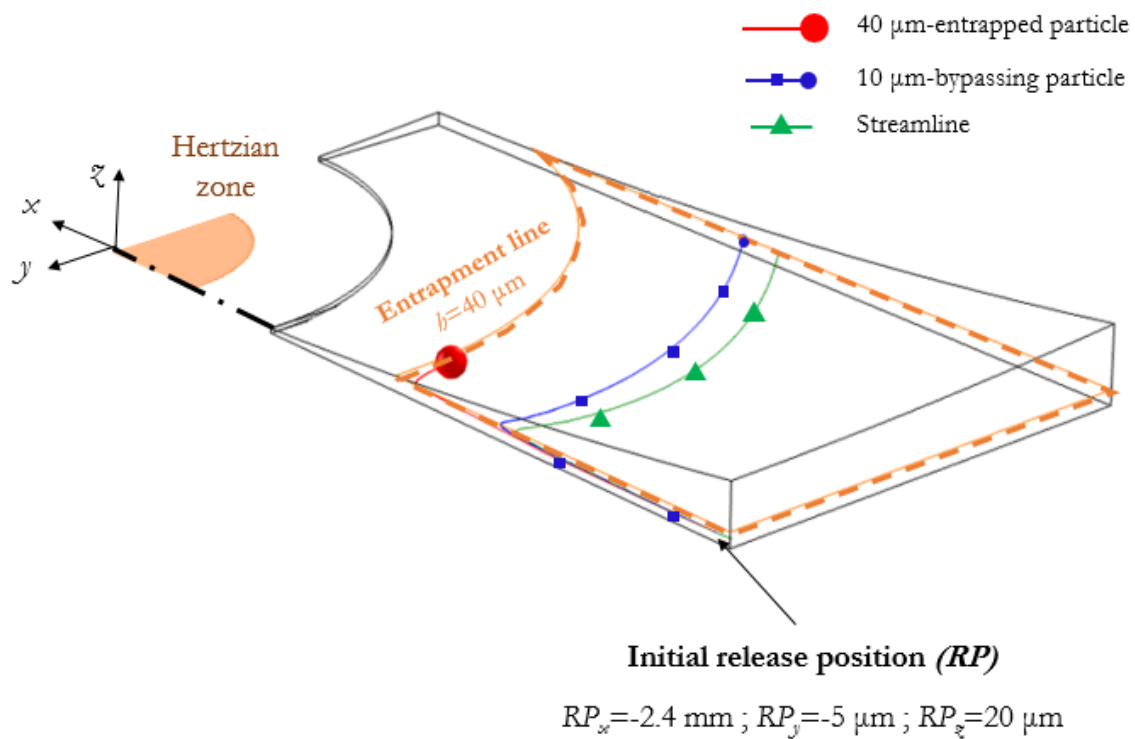 40 µm-entrapped particle
10 µm-bypassing particle
Streamline
Hertzian
zone
z
x
y
Entrapment line
h=40 µm
Initial release position (RP)
RPx=-2.4 mm ; RPy=-5 µm ; RPz=20 µm